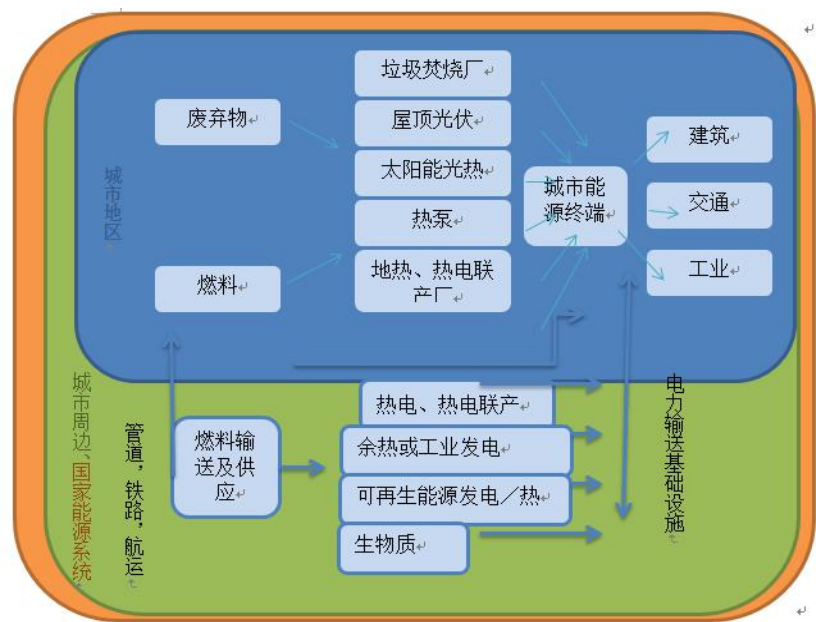 垃圾焚烧厂
废弃物
屋顶光伏
太阳能光热
热泵
地热、热电联
产厂
燃料
城市能
源终端
建筑
交通
工业
城市地区
热电、热电联产
余热或工业发电
可再生能源发电／热
生物质
燃料输
送及供
应
管道，铁路，航运
城市周边、国家能源系统
电力输送基础设施